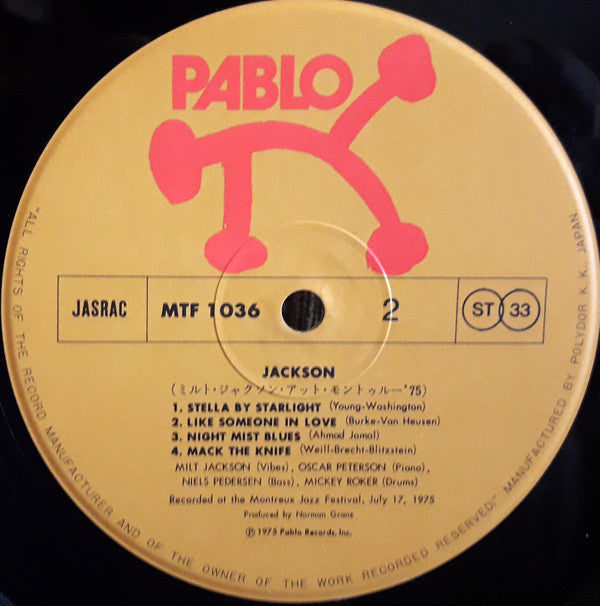 PABLO
JASRAC
MTF 1036
2
ST 33
JACKSON
(ミルト・ジャクソン・アット・モントゥルー'75)
1. STELLA BY STARLIGHT (Young-Washington)
2. LIKE SOMEONE IN LOVE (Burke-Van Heusen)
3. NIGHT MIST BLUES (Ahmad Jamal)
4. MACK THE KNIFE (Weill-Brecht-Blitzstein)
MILT JACKSON (Vibes), OSCAR PETERSON (Piano),
NIELS PEDERSEN (Bass), MICKEY ROKER (Drums)
Recorded at the Montreux Jazz Festival, July 17, 1975
Produced by Norman Granz
℗ 1975 Pablo Records, Inc.
"ALL RIGHTS OF THE RECORD MANUFACTURER AND OF THE OWNER OF THE WORK RECORDED RESERVED." MANUFACTURED BY POLYDOR K.K., JAPAN